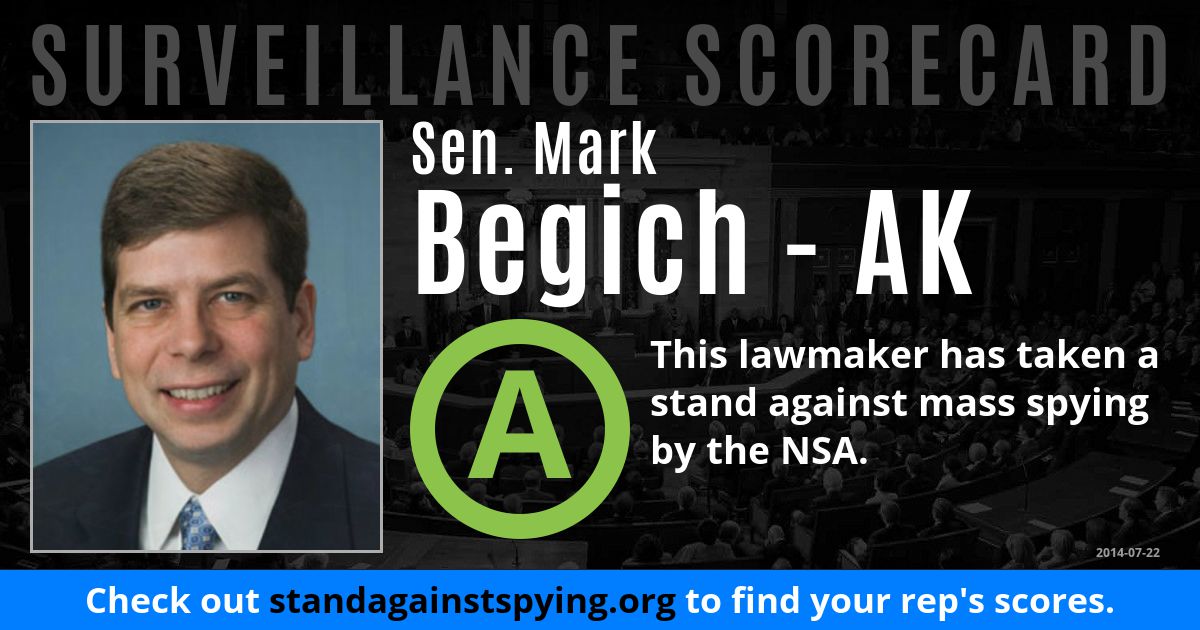 SURVEILLANCE SCORECARD
Sen. Mark
Begich - AK
A
This lawmaker has taken a
stand against mass spying
by the NSA.
2014-07-22
Check out standagainstspying.org to find your rep's scores.